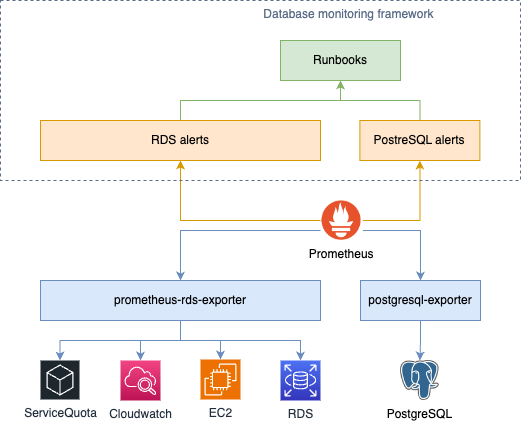 Database monitoring framework
Runbooks
RDS alerts
PostreSQL alerts
Prometheus
prometheus-rds-exporter
postgresql-exporter
ServiceQuota
Cloudwatch
EC2
RDS
PostgreSQL